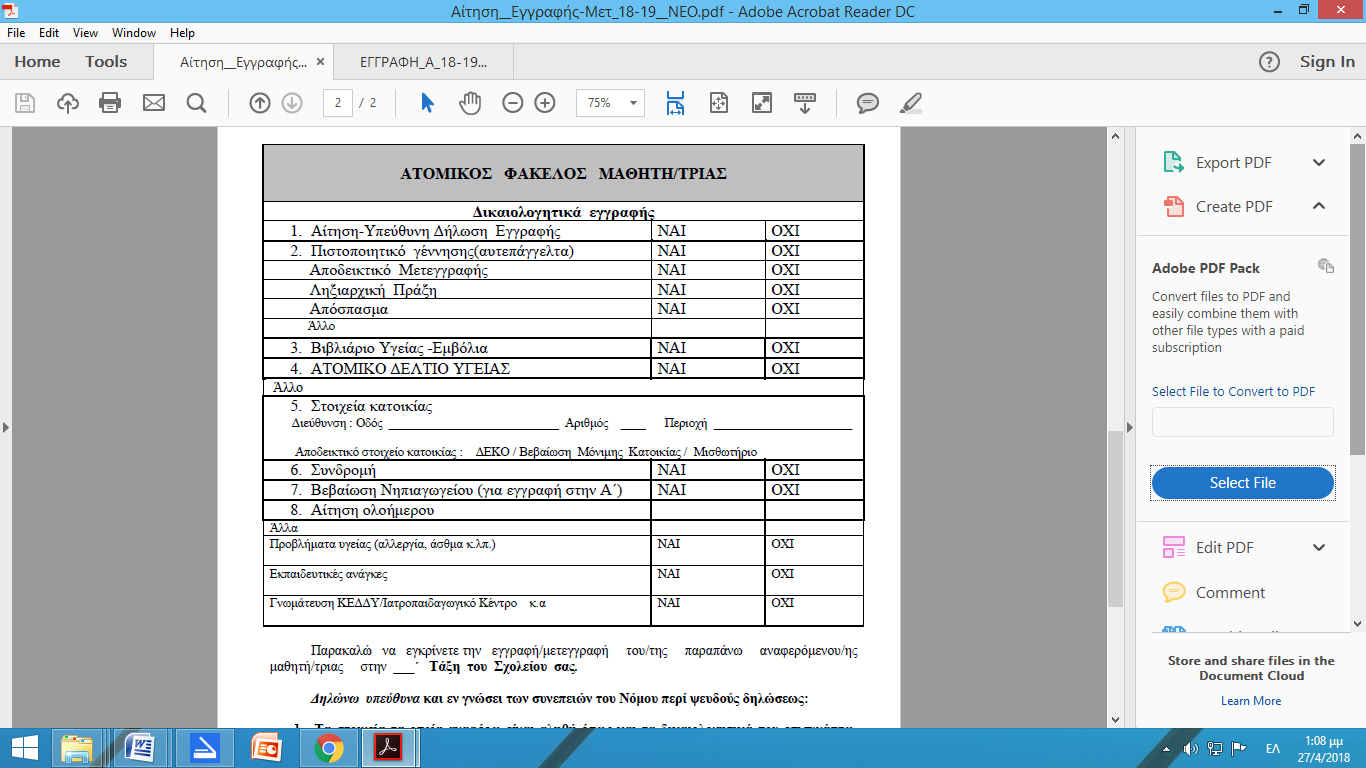 Αίτηση__Εγγραφής-Μετ_18-19__ΝΕΟ.pdf - Adobe Acrobat Reader DC
File Edit View Window Help
Home Tools Αίτηση__Εγγραφής... × ΕΓΓΡΑΦΗ_Α_18-19... Sign In
2 / 2 75%
ΑΤΟΜΙΚΟΣ ΦΑΚΕΛΟΣ ΜΑΘΗΤΗ/ΤΡΙΑΣ
Δικαιολογητικά εγγραφής
1. Αίτηση-Υπεύθυνη Δήλωση Εγγραφής ΝΑΙ ΟΧΙ
2. Πιστοποιητικό γέννησης(αυτεπάγγελτα) ΝΑΙ ΟΧΙ
Αποδεικτικό Μετεγγραφής ΝΑΙ ΟΧΙ
Ληξιαρχική Πράξη ΝΑΙ ΟΧΙ
Απόσπασμα ΝΑΙ ΟΧΙ
Άλλο
3. Βιβλιάριο Υγείας -Εμβόλια ΝΑΙ ΟΧΙ
4. ΑΤΟΜΙΚΟ ΔΕΛΤΙΟ ΥΓΕΙΑΣ ΝΑΙ ΟΧΙ
Άλλο
5. Στοιχεία κατοικίας
Διεύθυνση : Οδός ____________________________ Αριθμός ____ Περιοχή _______________________
Αποδεικτικό στοιχείο κατοικίας : ΔΕΚΟ / Βεβαίωση Μόνιμης Κατοικίας / Μισθωτήριο
6. Συνδρομή ΝΑΙ ΟΧΙ
7. Βεβαίωση Νηπιαγωγείου (για εγγραφή στην Α΄) ΝΑΙ ΟΧΙ
8. Αίτηση ολοήμερου
Άλλα
Προβλήματα υγείας (αλλεργία, άσθμα κ.λπ.) ΝΑΙ ΟΧΙ
Εκπαιδευτικές ανάγκες ΝΑΙ ΟΧΙ
Γνωμάτευση ΚΕΔΔΥ/Ιατροπαιδαγωγικό Κέντρο κ.α ΝΑΙ ΟΧΙ
Παρακαλώ να εγκρίνετε την εγγραφή/μετεγγραφή του/της παραπάνω αναφερόμενου/ης
μαθητή/τριας στην ___΄ Τάξη του Σχολείου σας.
Δηλώνω υπεύθυνα και εν γνώσει των συνεπειών του Νόμου περί ψευδούς δηλώσεως:
Export PDF
Create PDF
Adobe PDF Pack
Convert files to PDF and
easily combine them with
other file types with a paid
subscription
Select File to Convert to PDF
Select File
Edit PDF
Comment
Store and share files in the
Document Cloud
Learn More
ΕΛ
1:08 μμ
27/4/2018